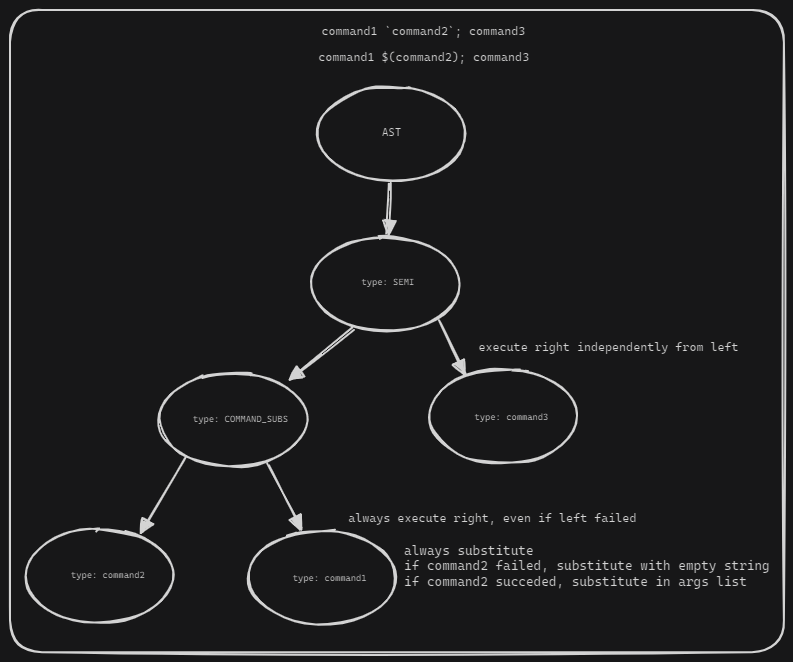 command1 `command2`; command3
command1 $(command2); command3
AST
type: SEMI
execute right independently from left
type: COMMAND_SUBS
type: command3
always execute right, even if left failed
always substitute
if command2 failed, substitute with empty string
if command2 succeded, substitute in args list
type: command2
type: command1